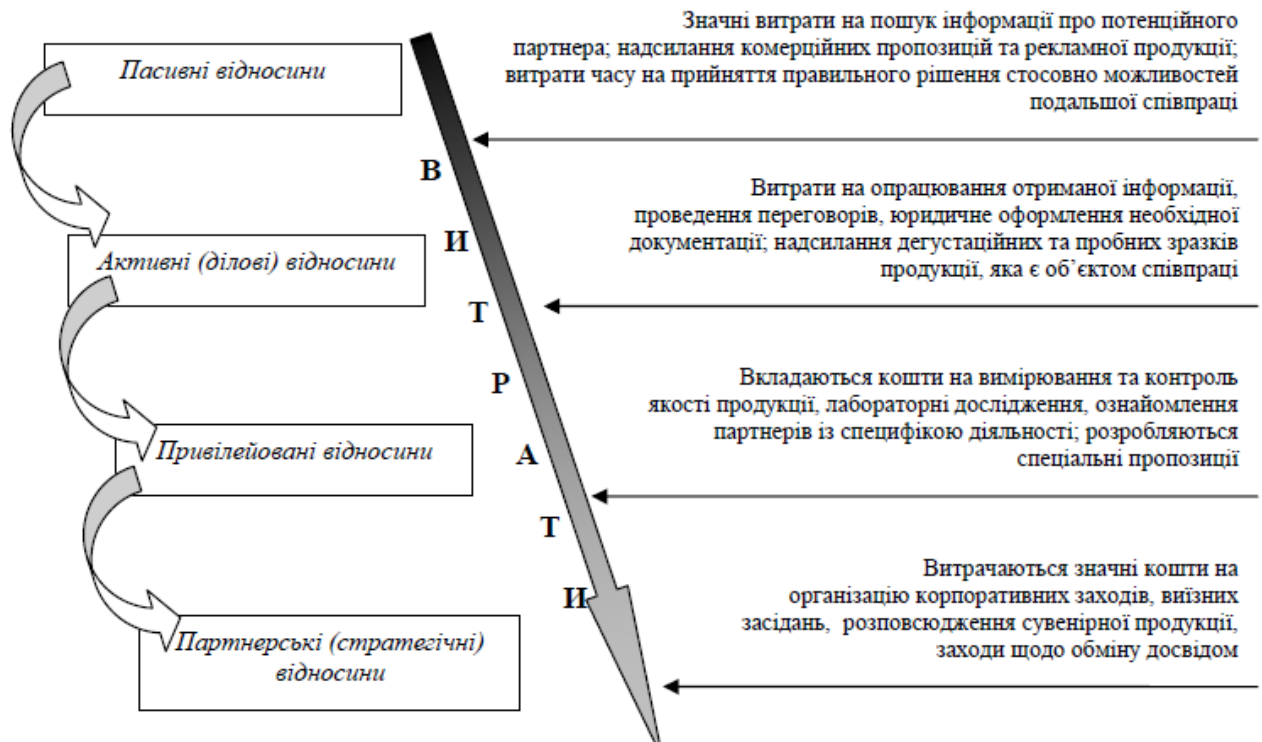 Пасивні відносини
Значні витрати на пошук інформації про потенційного
партнера; надсилання комерційних пропозицій та рекламної продукції;
витрати часу на прийняття правильного рішення стосовно можливостей
подальшої співпраці
Активні (ділові) відносини
Витрати на опрацювання отриманої інформації,
проведення переговорів, юридичне оформлення необхідної
документації; надсилання дегустаційних та пробних зразків
продукції, яка є об’єктом співпраці
Привілейовані відносини
Вкладаються кошти на вимірювання та контроль
якості продукції, лабораторні дослідження, ознайомлення
партнерів із специфікою діяльності; розробляються
спеціальні пропозиції
Партнерські (стратегічні)
відносини
Витрачаються значні кошти на
організацію корпоративних заходів, виїзних
засідань, розповсюдження сувенірної продукції,
заходи щодо обміну досвідом
В
И
Т
Р
А
Т
И